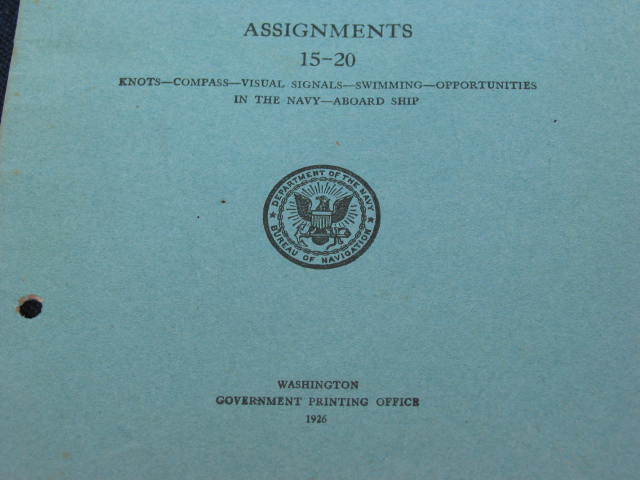 ASSIGNMENTS
15-20
KNOTS—COMPASS—VISUAL SIGNALS—SWIMMING—OPPORTUNITIES
IN THE NAVY—ABOARD SHIP
DEPARTMENT OF THE NAVY
BUREAU OF NAVIGATION
WASHINGTON
GOVERNMENT PRINTING OFFICE
1926